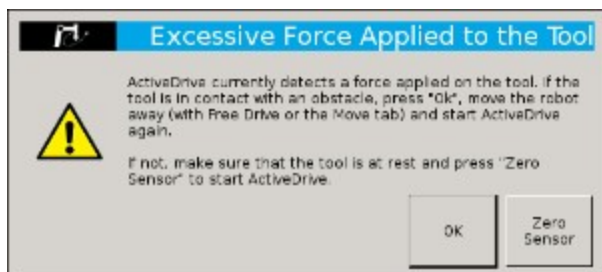 Excessive Force Applied to the Tool
ActiveDrive currently detects a force applied on the tool. If the
tool is in contact with an obstacle, press "Ok", move the robot
away (with Free Drive or the Move tab) and start ActiveDrive
again.
If not, make sure that the tool is at rest and press "Zero
Sensor" to start ActiveDrive.
OK
Zero
Sensor